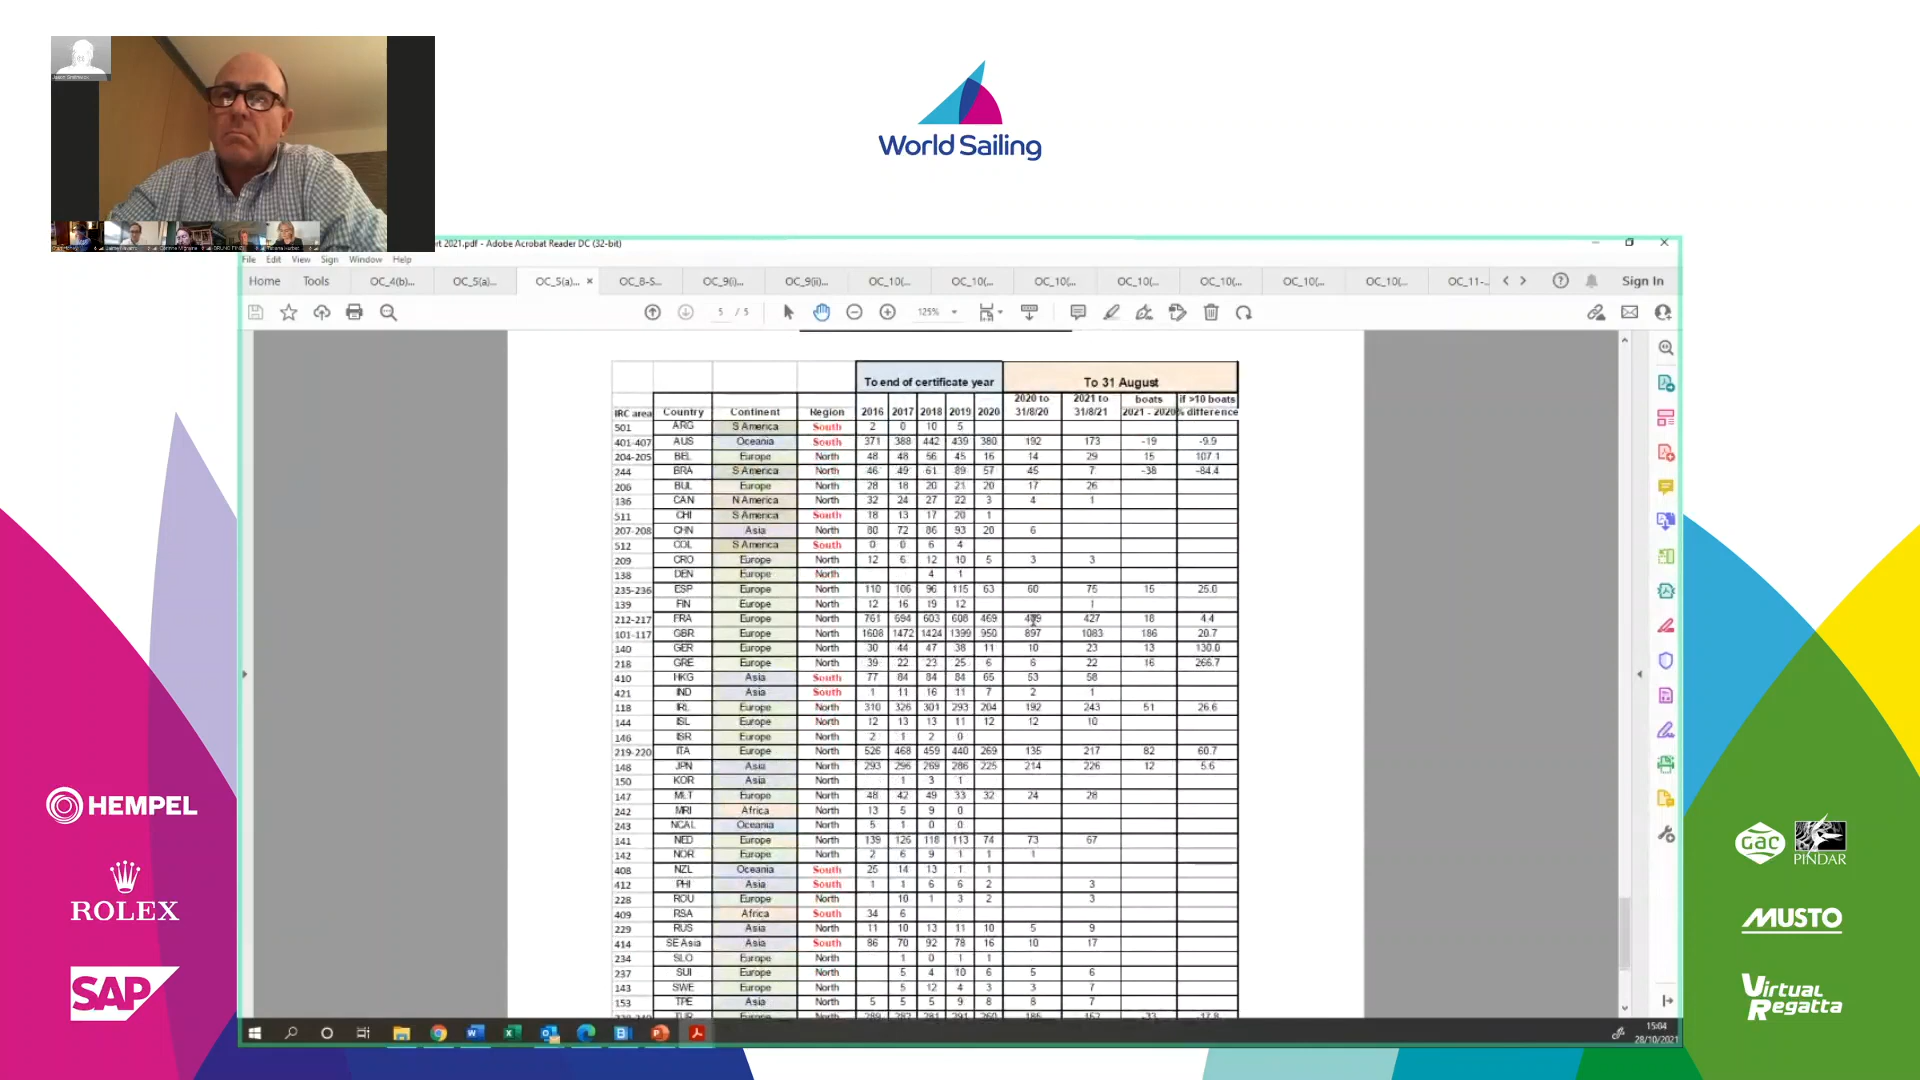 World Sailing
rt 2021.pdf - Adobe Acrobat Reader DC (32-bit)
File Edit View Sign Window Help
Home Tools OC_4(b)... OC_5(a)... OC_5(a)... × OC_8-S... OC_9(i)... OC_9(ii)... OC_10(... OC_10(... OC_10(... OC_10(... OC_10(... OC_10(... OC_10(... OC_11-... Sign In
5 / 5 125%
To end of certificate year To 31 August
IRC area Country Continent Region 2016 2017 2018 2019 2020 2020 to 31/8/20 2021 to 31/8/21 boats 2021 - 2020 if >10 boats % difference
501 ARG S America South 2 0 10 5
401-407 AUS Oceania South 371 388 442 439 380 192 173 -19 -9.9
204-205 BEL Europe North 48 48 56 45 16 14 29 15 107.1
244 BRA S America North 46 49 61 89 57 45 7 -38 -84.4
206 BUL Europe North 28 18 20 21 20 17 26
136 CAN N America North 32 24 27 22 3 4 1
511 CHI S America South 18 13 17 20 1
207-208 CHN Asia North 80 72 86 93 20 6
512 COL S America South 0 0 6 4
209 CRO Europe North 12 6 12 10 5 3 3
138 DEN Europe North 4 1
235-236 ESP Europe North 110 106 96 115 63 60 75 15 25.0
139 FIN Europe North 12 16 19 12 1
212-217 FRA Europe North 761 694 603 608 469 427 18 4.4
101-117 GBR Europe North 1608 1472 1424 1399 950 897 1083 186 20.7
140 GER Europe North 30 44 47 38 11 10 23 13 130.0
218 GRE Europe North 39 22 23 25 6 6 22 16 266.7
410 HKG Asia South 77 84 84 84 65 53 58
421 IND Asia South 1 11 16 11 7 2 1
118 IRL Europe North 310 326 301 293 204 192 243 51 26.6
144 ISL Europe North 12 13 13 11 12 12 10
146 ISR Europe North 2 1 2 0
219-220 ITA Europe North 526 468 459 440 269 135 217 82 60.7
148 JPN Asia North 293 296 269 286 225 214 226 12 5.6
150 KOR Asia North 1 3 1
147 MLT Europe North 48 42 49 33 32 24 28
242 MRI Africa North 13 5 9 0
243 NCAL Oceania North 5 1 0 0
141 NED Europe North 139 126 118 113 74 73 67
142 NOR Europe North 2 6 9 1 1 1
408 NZL Oceania South 25 14 13 1 1
412 PHI Asia South 1 1 6 6 2 3
228 ROU Europe North 10 1 3 2 3
409 RSA Africa South 34 6
229 RUS Asia North 11 10 13 11 10 5 9
414 SE Asia Asia South 86 70 92 78 16 10 17
234 SLO Europe North 1 0 1 1
237 SUI Europe North 5 4 10 6 5 6
143 SWE Europe North 5 12 4 3 3 7
153 TPE Asia North 5 5 5 9 8 8 7
TUR Europe North
15:04
28/10/2021
HEMPEL
ROLEX
SAP
GAC
PINDAR
MUSTO
Virtual
Regatta